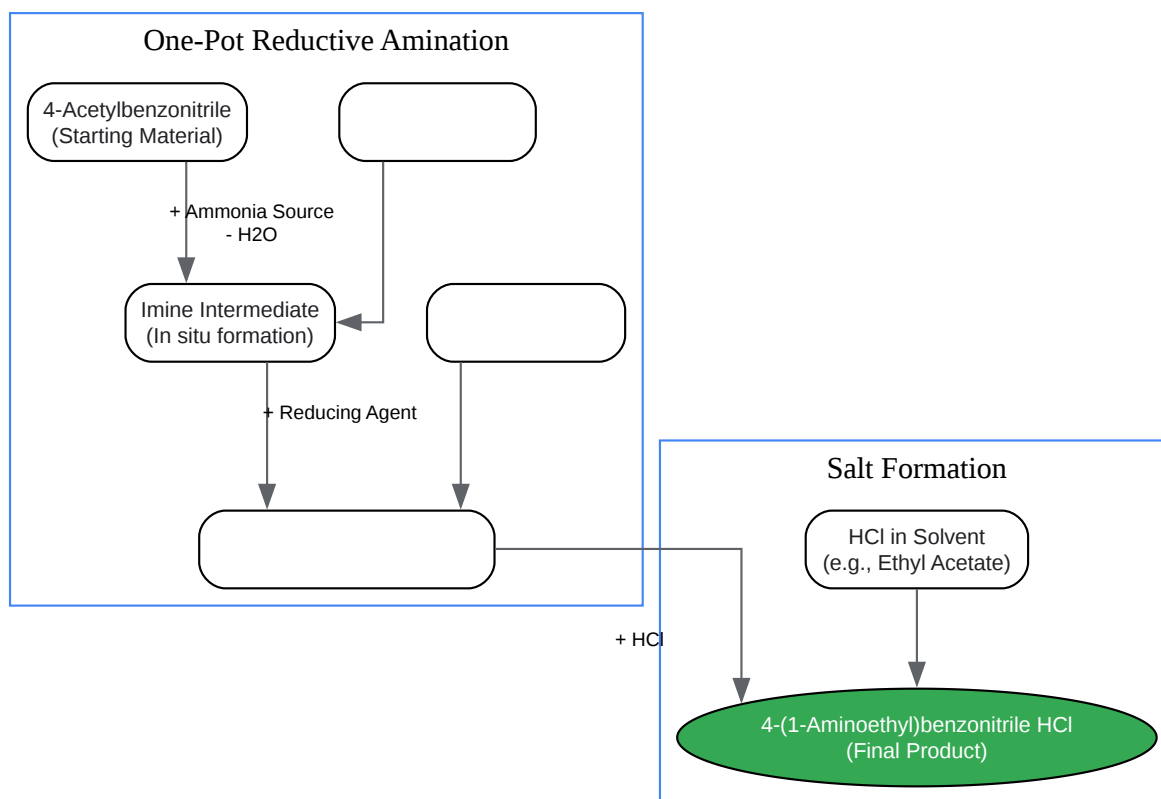 One-Pot Reductive Amination
4-Acetylbenzonitrile
(Starting Material)
+ Ammonia Source
- H2O
Imine Intermediate
(In situ formation)
+ Reducing Agent
Salt Formation
HCl in Solvent
(e.g., Ethyl Acetate)
+ HCl
4-(1-Aminoethyl)benzonitrile HCl
(Final Product)